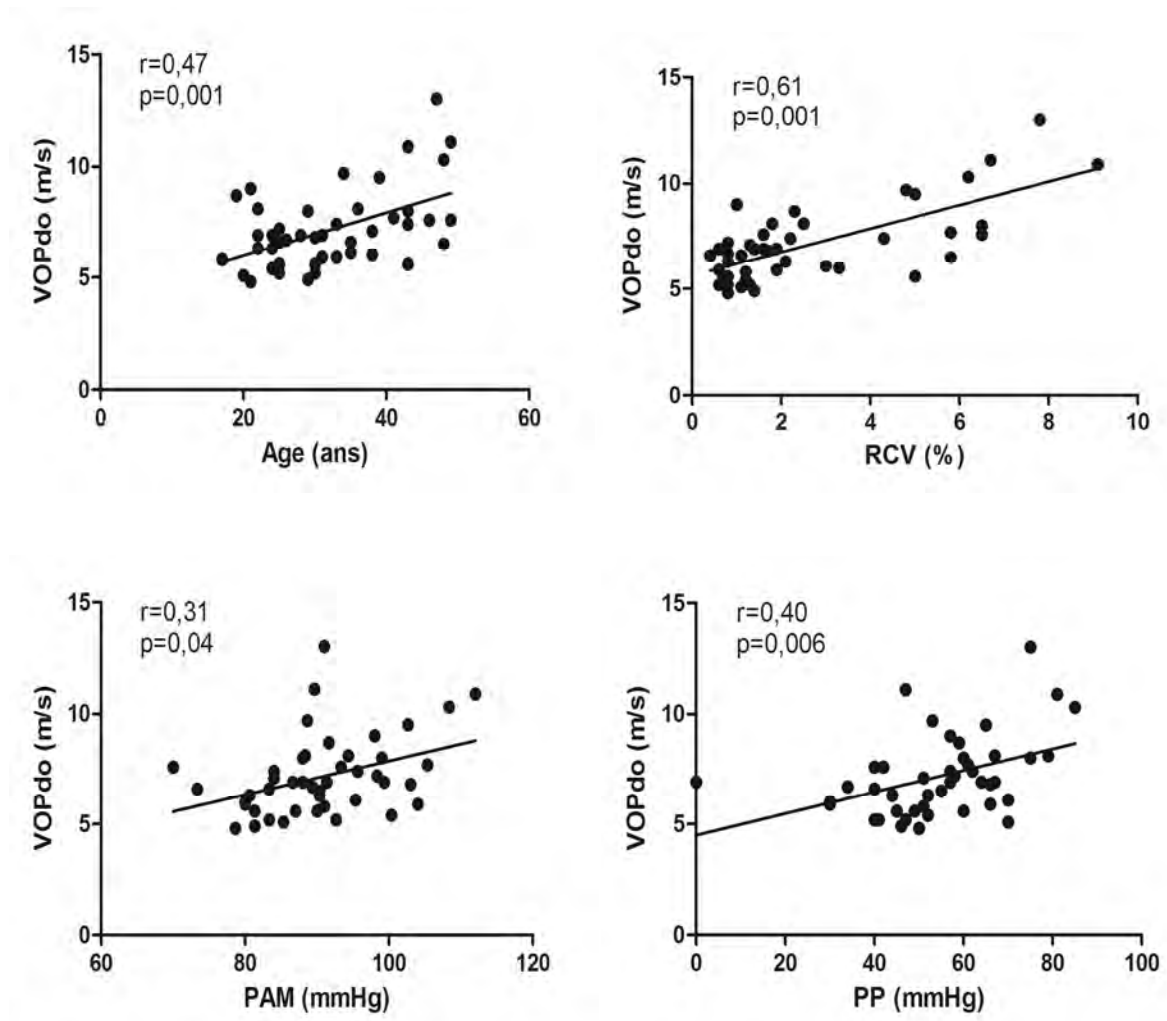 r=0,47
p=0,001
VOPdo (m/s)
15
10
5
0
0 20 40 60
Age (ans)
r=0,61
p=0,001
VOPdo (m/s)
15
10
5
0
0 2 4 6 8 10
RCV (%)
r=0,31
p=0,04
VOPdo (m/s)
15
10
5
0
60 80 100 120
PAM (mmHg)
r=0,40
p=0,006
VOPdo (m/s)
15
10
5
0
0 20 40 60 80 100
PP (mmHg)